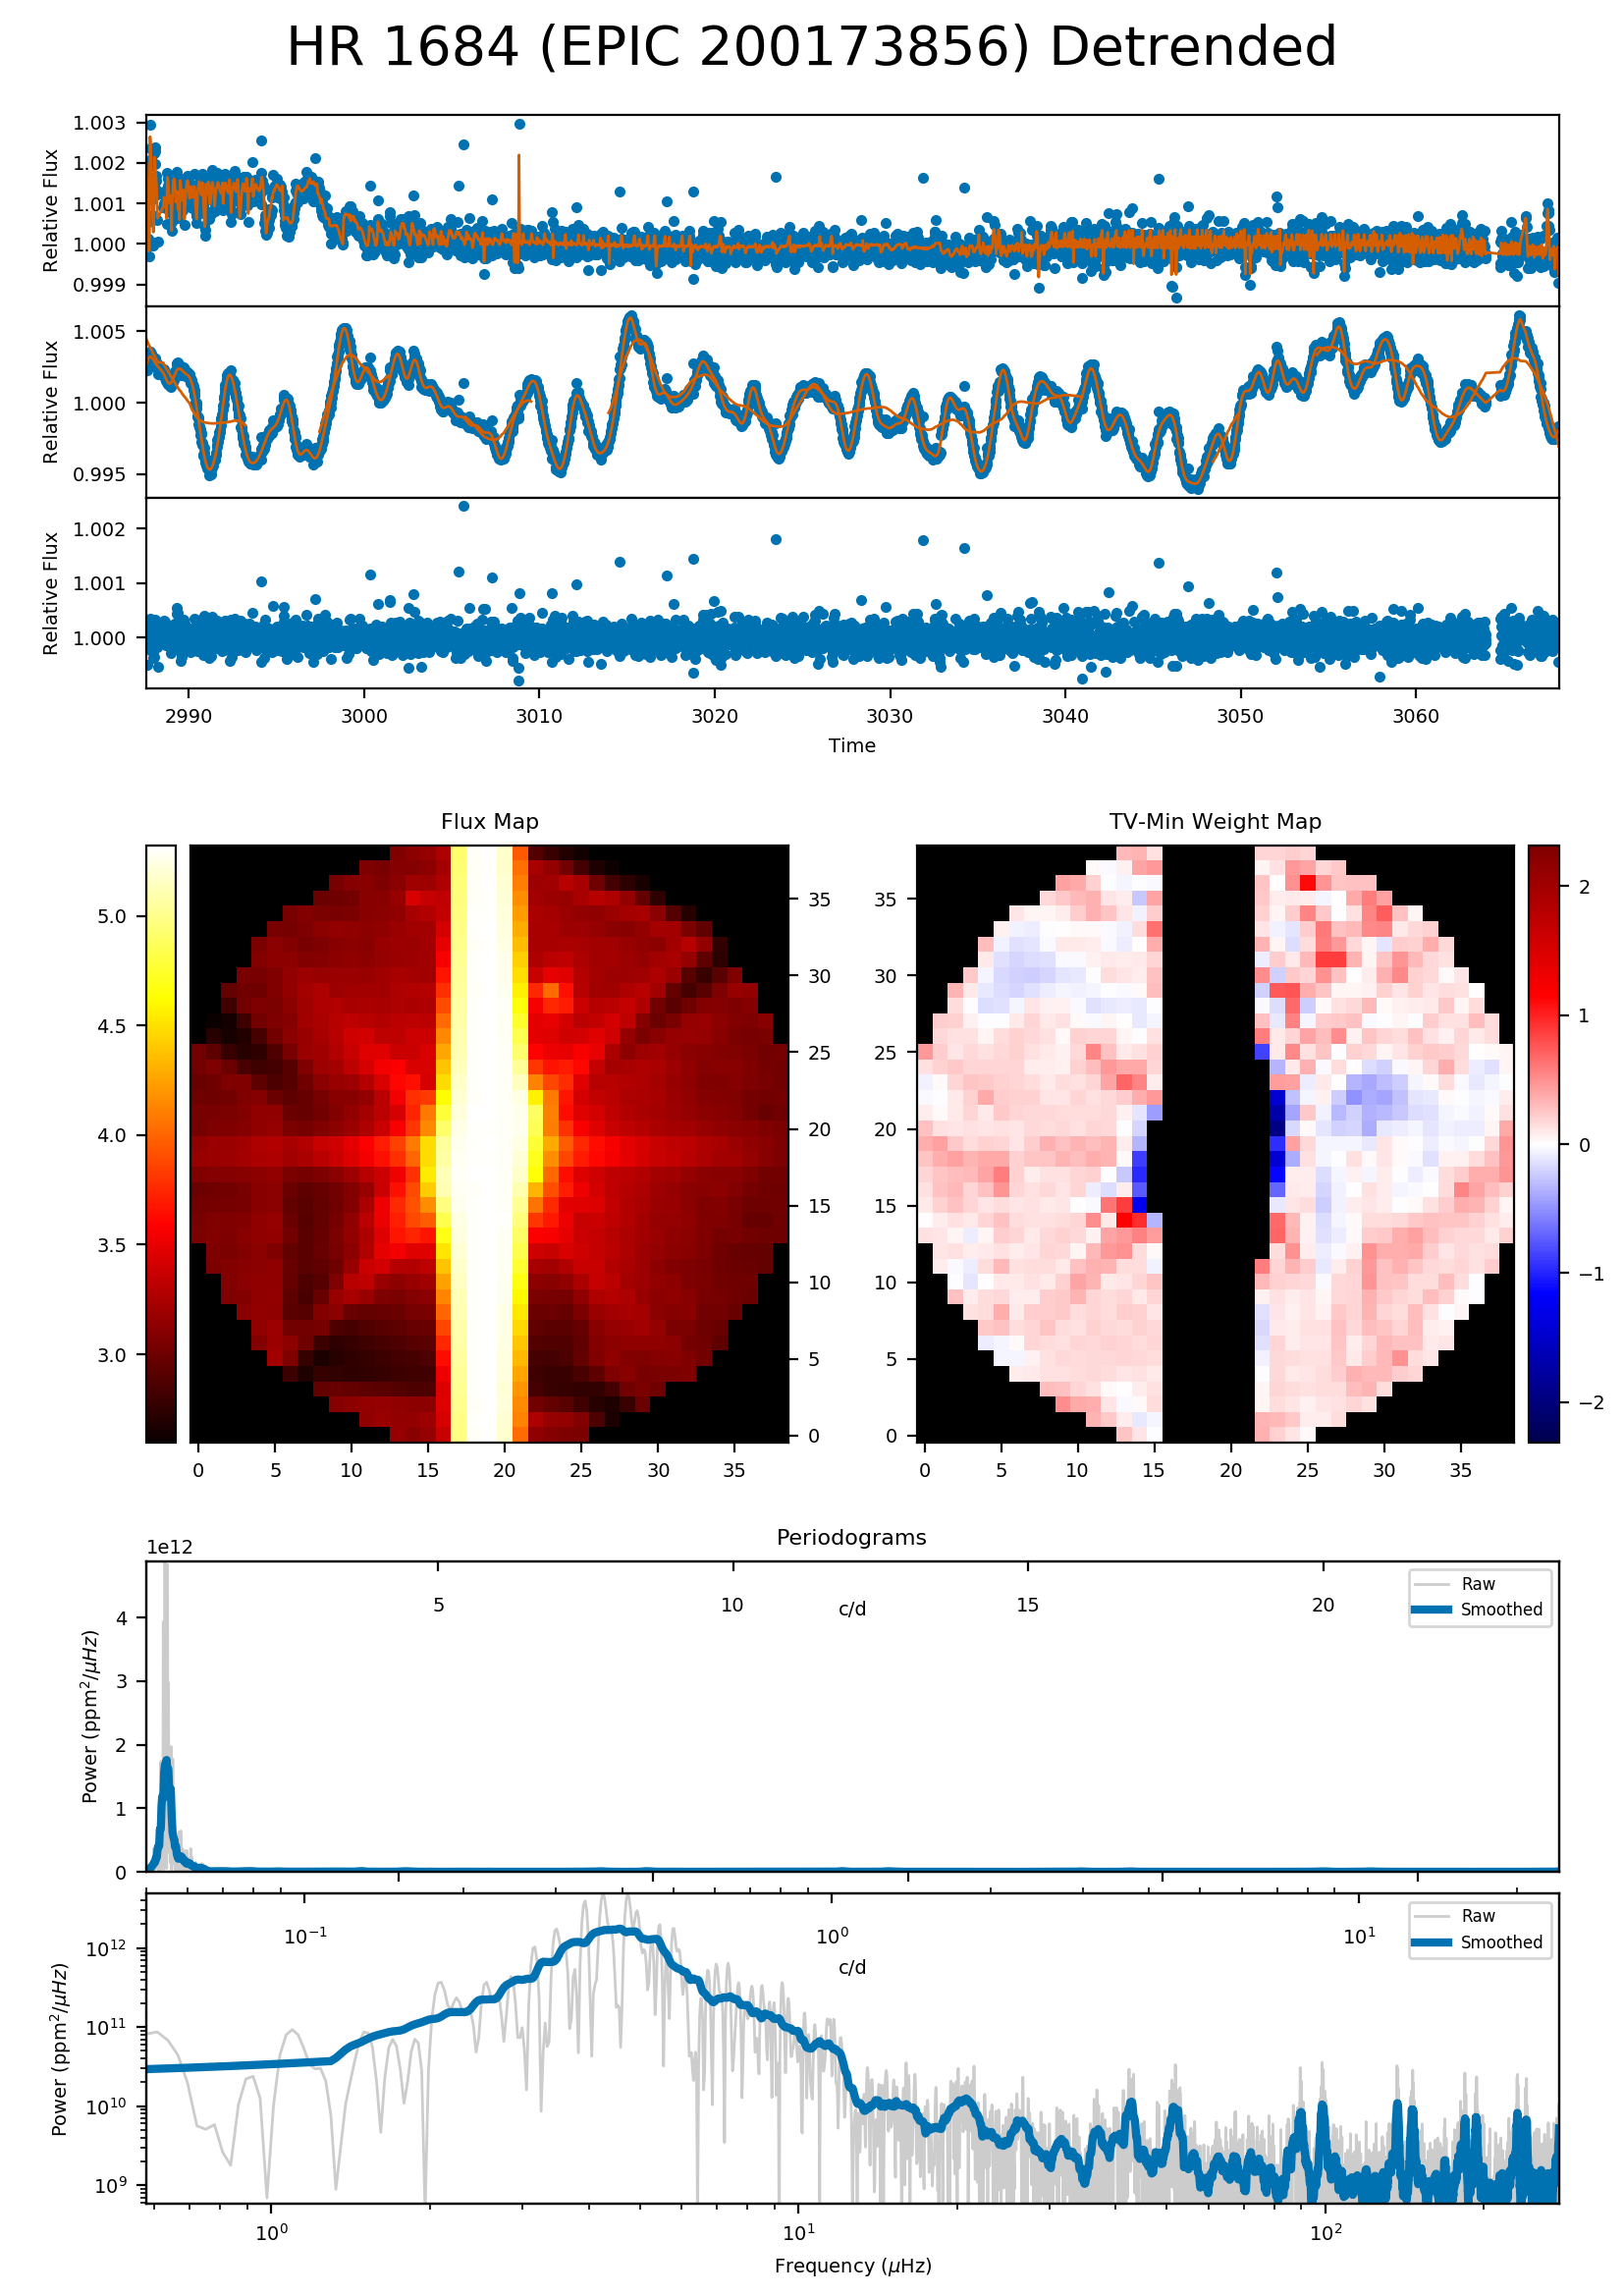 HR 1684 (EPIC 200173856) Detrended
1.003
1.002
1.001
1.000
0.999
Relative Flux
1.005
1.000
0.995
Relative Flux
1.002
1.001
1.000
Relative Flux
2990 3000 3010 3020 3030 3040 3050 3060
Time
Flux Map
TV-Min Weight Map
5.0
4.5
4.0
3.5
3.0
35
30
25
20
15
10
5
0
0 5 10 15 20 25 30 35
35
30
25
20
15
10
5
0
0 5 10 15 20 25 30 35
2
1
0
−1
−2
Periodograms
1e12
5 10 15 20
c/d
Raw
Smoothed
4
3
2
1
0
Power (ppm²/μHz)
10⁻¹ 10⁰ 10¹
c/d
Raw
Smoothed
10¹²
10¹¹
10¹⁰
10⁹
Power (ppm²/μHz)
10⁰ 10¹ 10²
Frequency (μHz)